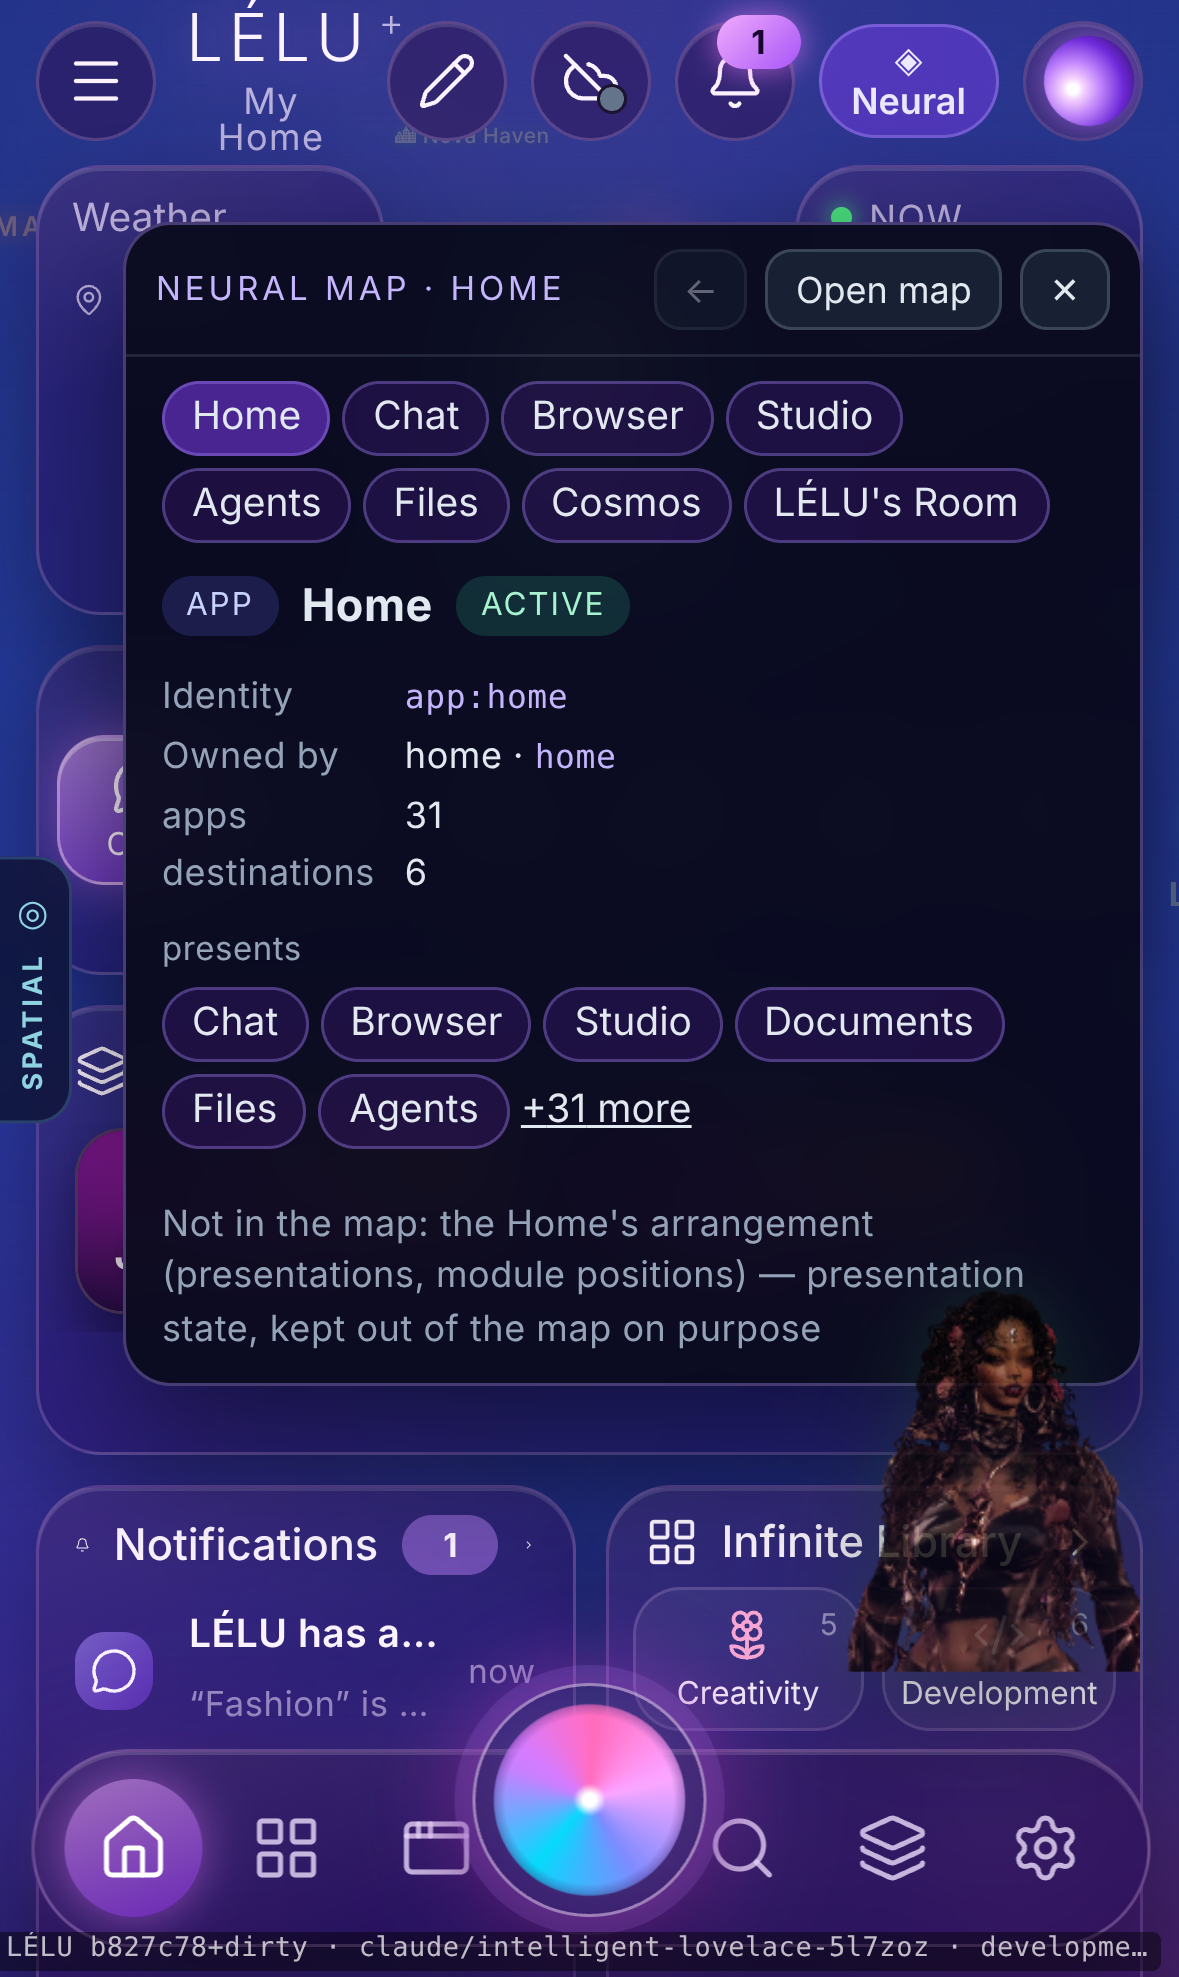 LÉLU +
My
Home
1
Neural
Nova Haven
MA
Weather
NOW
NEURAL MAP · HOME
←
Open map
✕
Home
Chat
Browser
Studio
Agents
Files
Cosmos
LÉLU's Room
APP
Home
ACTIVE
Identity
app:home
Owned by
home · home
apps
31
destinations
6
presents
Chat
Browser
Studio
Documents
Files
Agents
+31 more
SPATIAL
Not in the map: the Home's arrangement
(presentations, module positions) — presentation
state, kept out of the map on purpose
Notifications
1
Infinite Library
LÉLU has a...
now
“Fashion” is ...
5
Creativity
6
Development
LÉLU b827c78+dirty · claude/intelligent-lovelace-5l7zoz · developme…